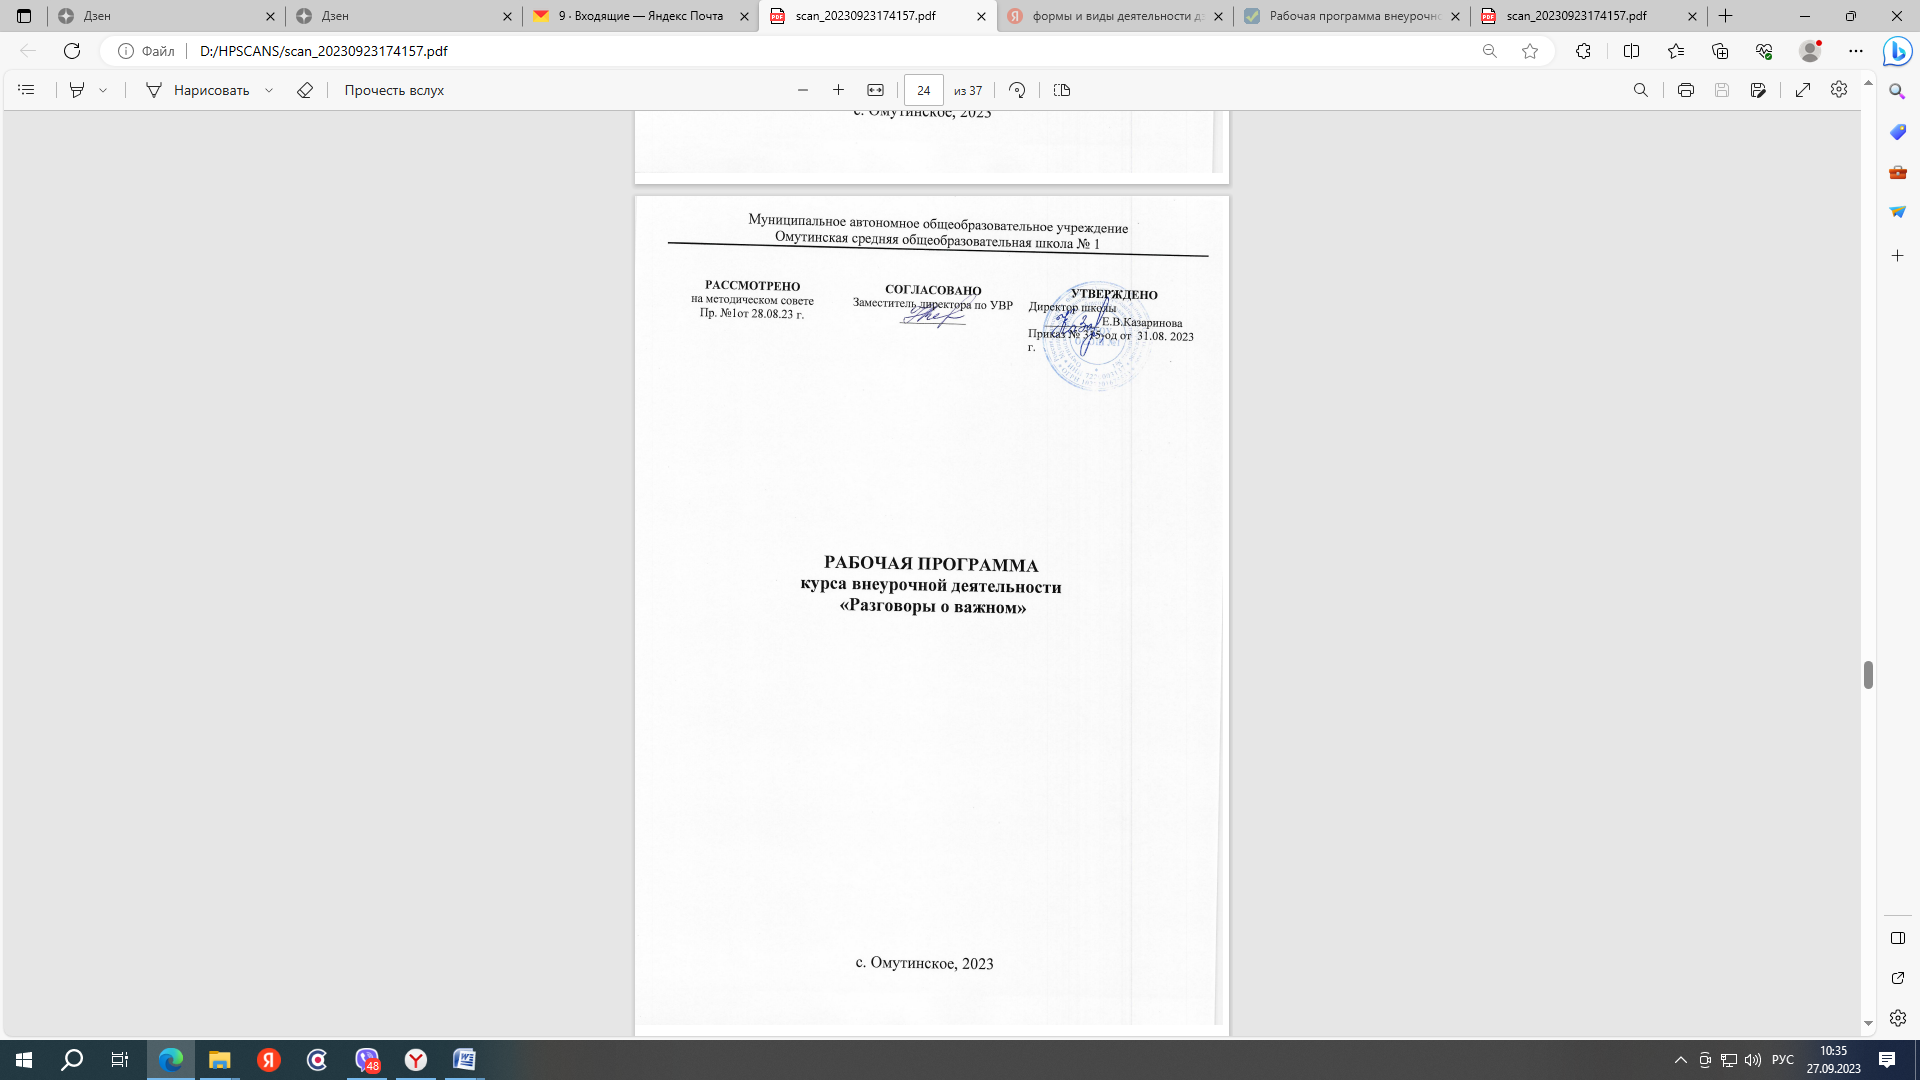 Дзен
Дзен
9 · Входящие — Яндекс Почта
scan_20230923174157.pdf
формы и виды деятельности д
Рабочая программа внеурочн
scan_20230923174157.pdf
Файл
D:/HPSCANS/scan_20230923174157.pdf
Нарисовать
Прочесть вслух
24
из 37
с. Омутинское, 2023
Муниципальное автономное общеобразовательное учреждение
Омутинская средняя общеобразовательная школа № 1
РАССМОТРЕНО
на методическом совете
Пр. №1от 28.08.23 г.
СОГЛАСОВАНО
Заместитель директора по УВР
УТВЕРЖДЕНО
Директор школы
Е.В.Казаринова
Приказ № 315-од от 31.08. 2023
г.
РАБОЧАЯ ПРОГРАММА
курса внеурочной деятельности
«Разговоры о важном»
с. Омутинское, 2023
48
РУС
10:35
27.09.2023